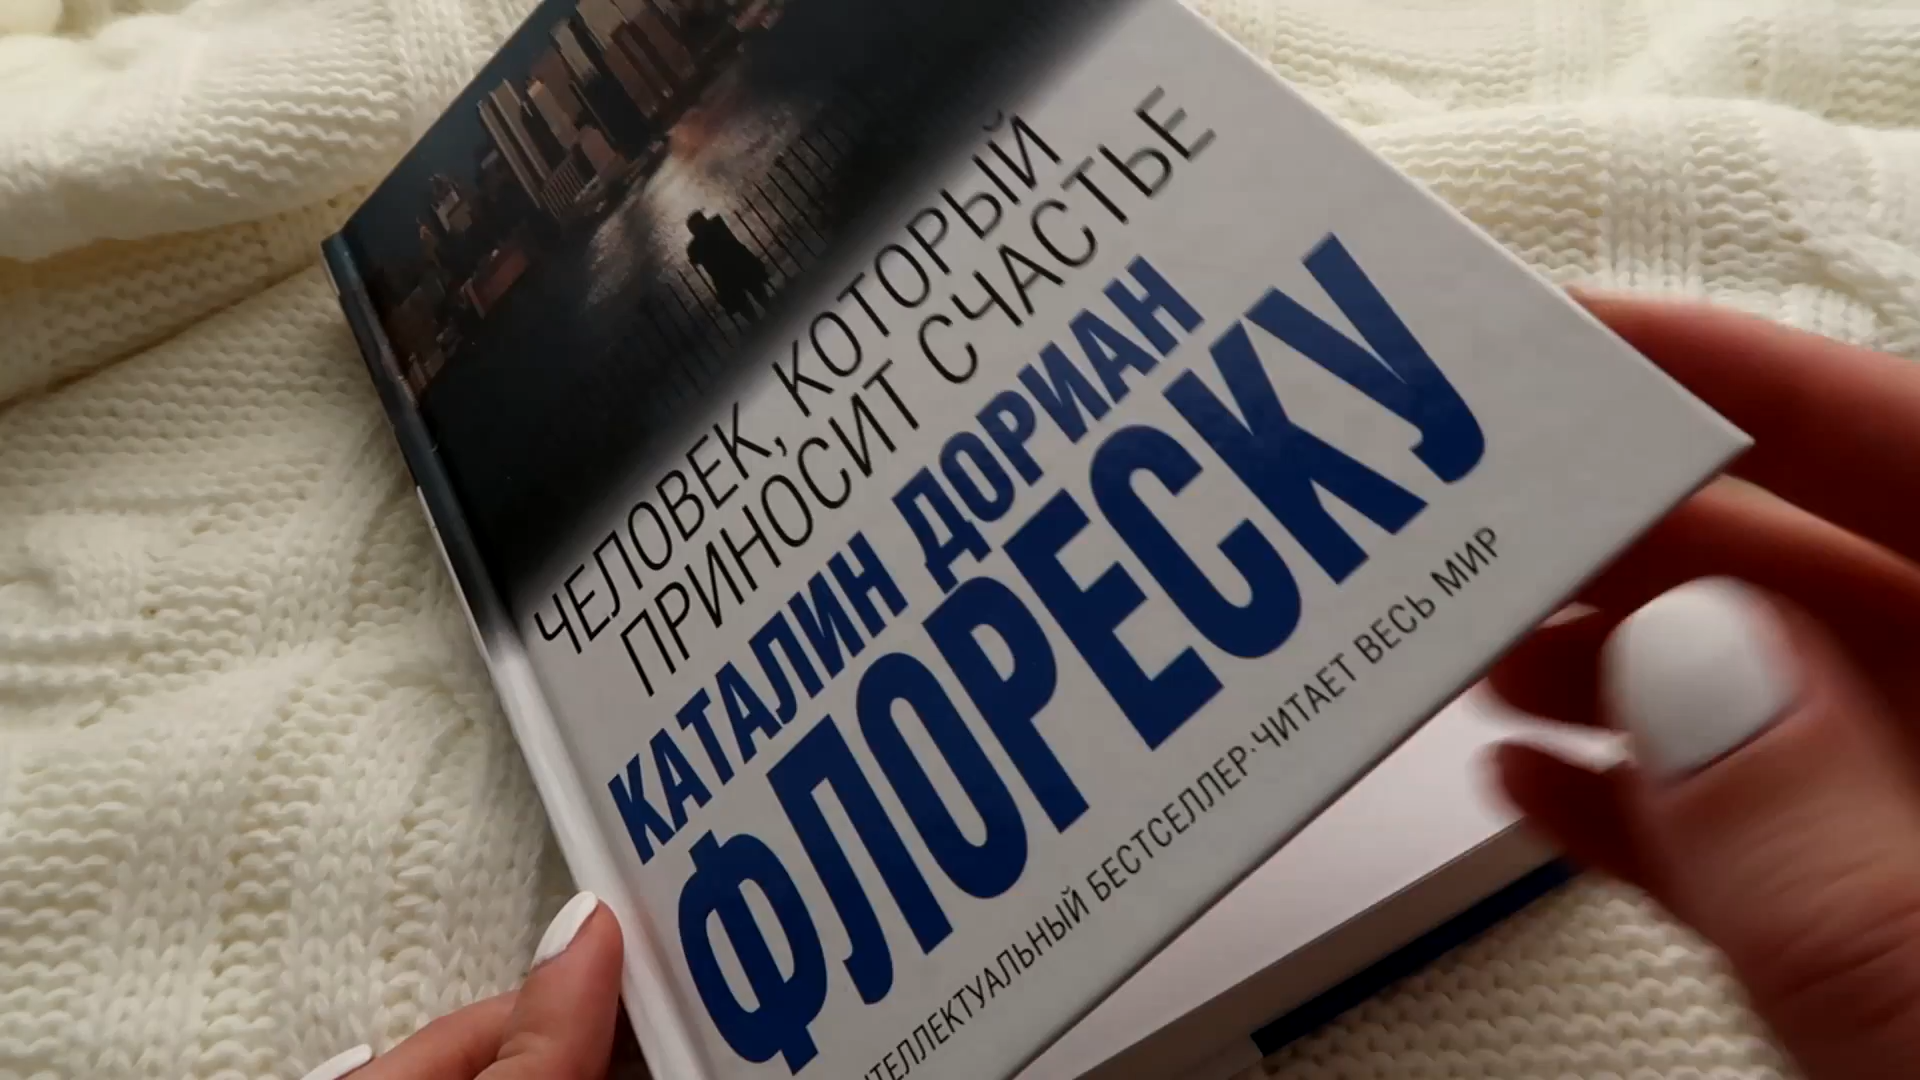 ЧЕЛОВЕК, КОТОРЫЙ
ПРИНОСИТ СЧАСТЬЕ
КАТАЛИН ДОРИАН
ФЛОРЕСКУ
ТЕЛЛЕКТУАЛЬНЫЙ БЕСТСЕЛЛЕР·ЧИТАЕТ ВЕСЬ МИР